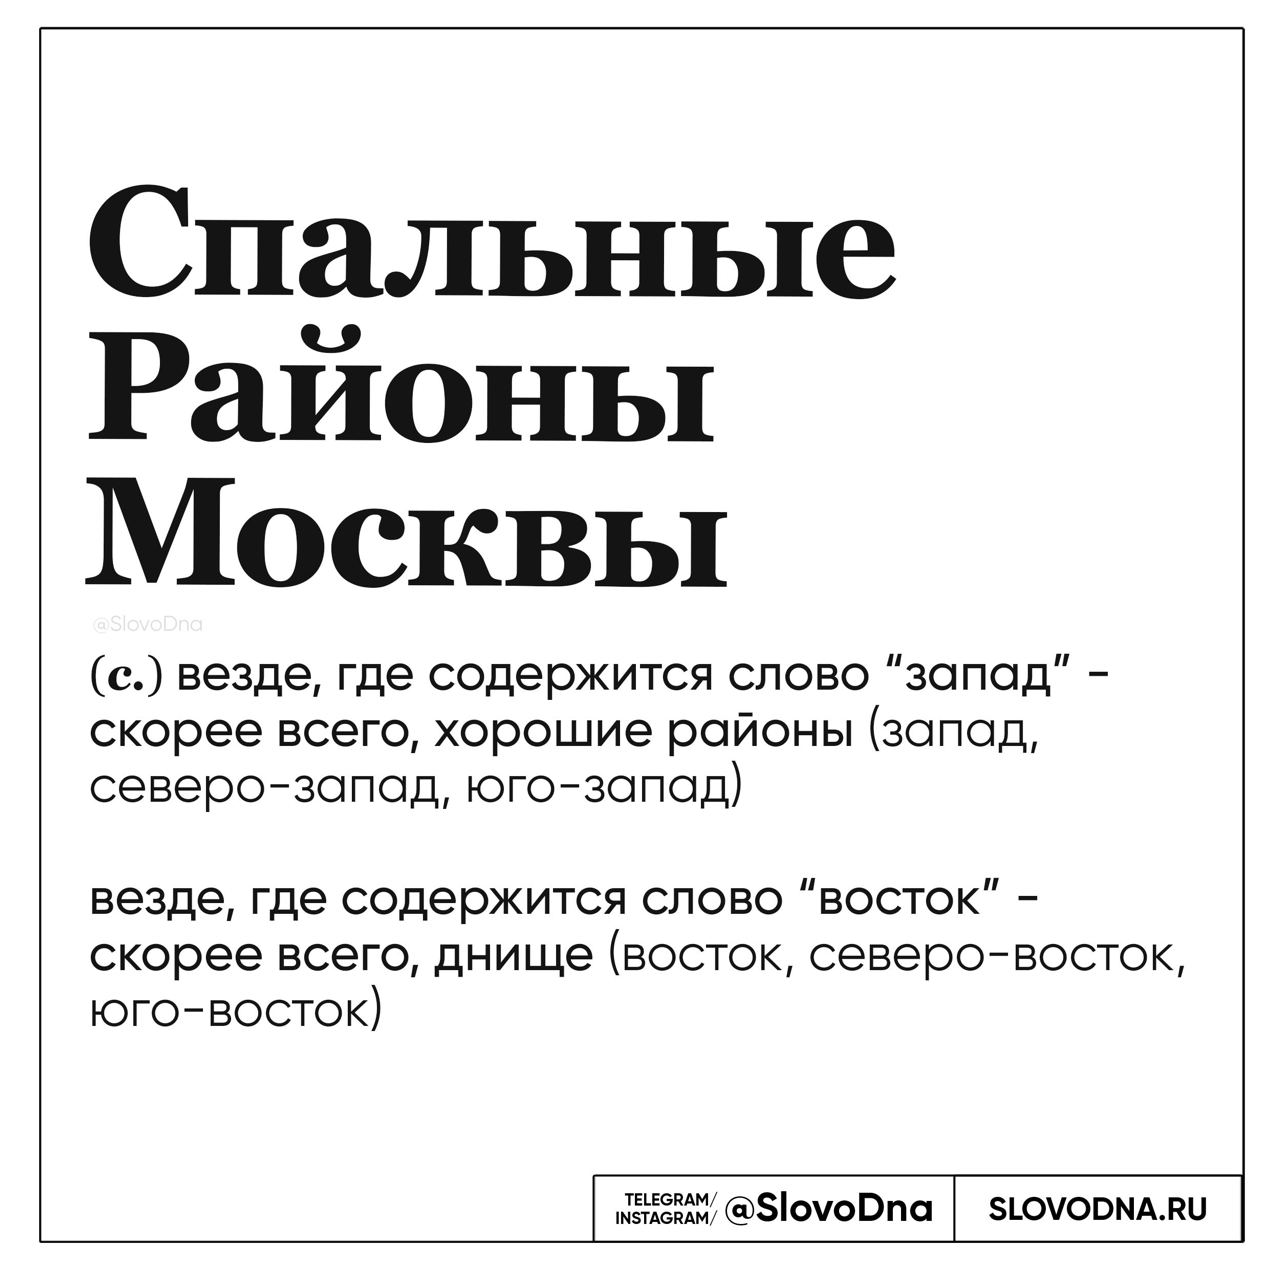 Спальные
Районы
Москвы
@SlovoDna
(с.) везде, где содержится слово “запад” -
скорее всего, хорошие районы (запад,
северо-запад, юго-запад)
везде, где содержится слово “восток” -
скорее всего, днище (восток, северо-восток,
юго-восток)
TELEGRAM/
INSTAGRAM/
@SlovoDna
SLOVODNA.RU